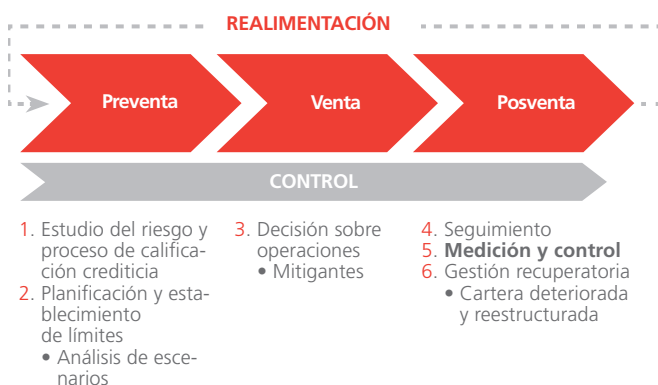 REALIMENTACIÓN
Preventa
Venta
Posventa
CONTROL
1. Estudio del riesgo y
proceso de califica-
ción crediticia
2. Planificación y esta-
blecimiento
de límites
• Análisis de esce-
narios
3. Decisión sobre
operaciones
• Mitigantes
4. Seguimiento
5. Medición y control
6. Gestión recuperatoria
• Cartera deteriorada
y reestructurada